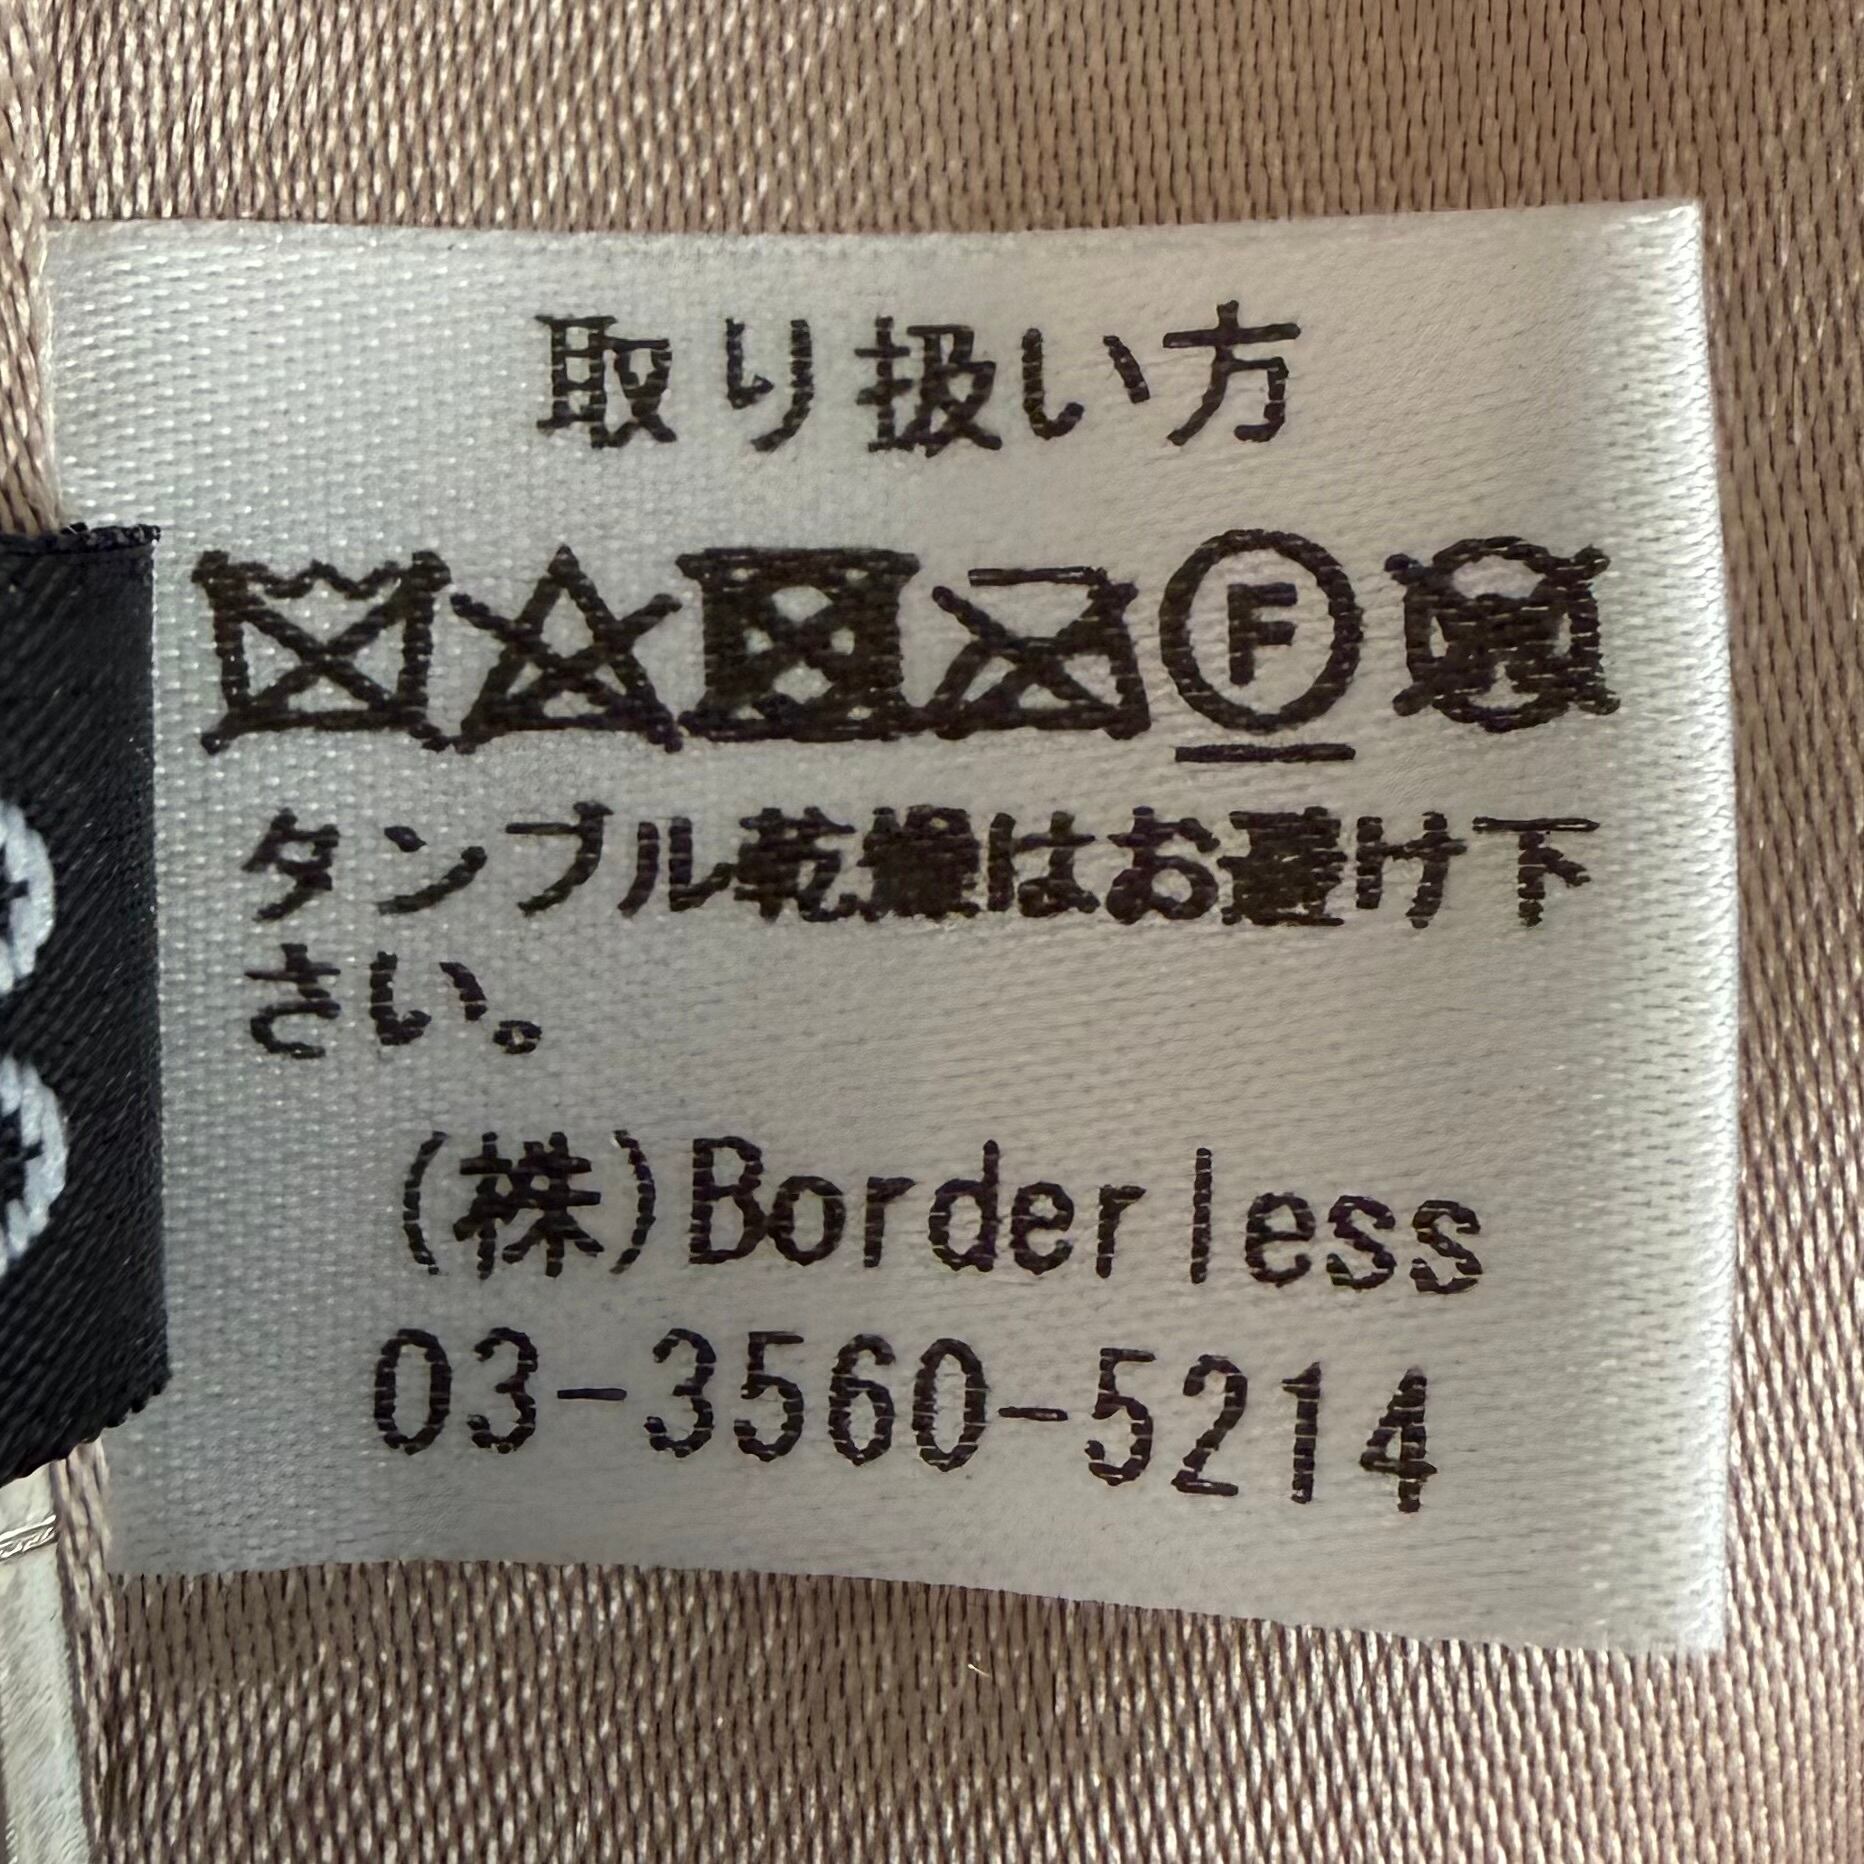 取り扱い方
F
タンブル乾燥はお避け下
さい。
(株)Borderless
03-3560-5214